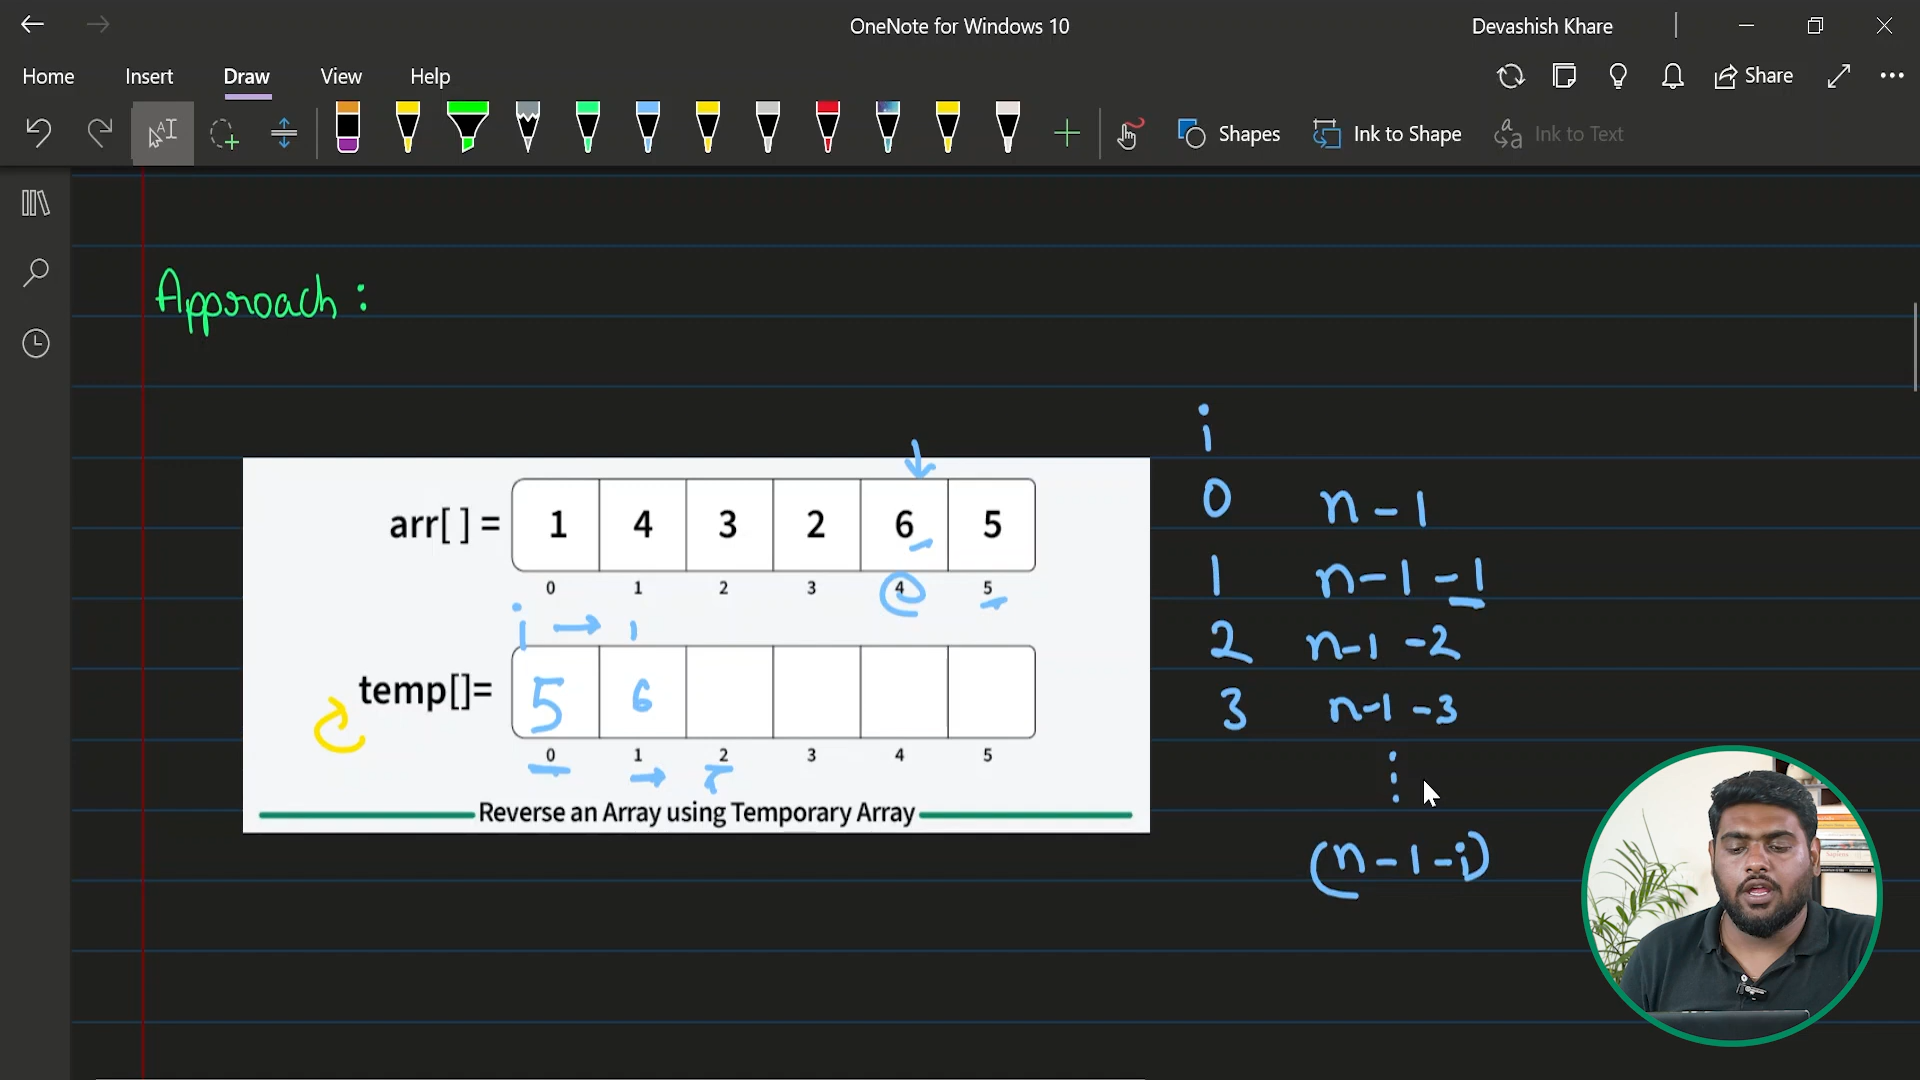 OneNote for Windows 10
Devashish Khare
Home Insert Draw View Help
Share
Shapes
Ink to Shape
Ink to Text
Approach :
arr[ ] = 1 4 3 2 6 5
0 1 2 3 4 5
i → 1
temp[]= 5 6
0 1 2 3 4 5
Reverse an Array using Temporary Array
i
0 n - 1
1 n - 1 - 1
2 n-1 -2
3 n-1 -3
(n-1-i)